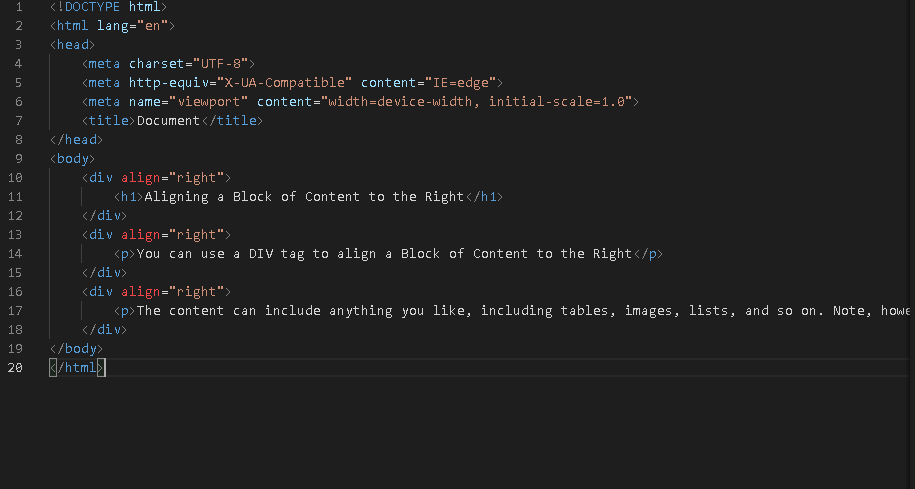 1 <!DOCTYPE html>
2 <html lang="en">
3 <head>
4     <meta charset="UTF-8">
5     <meta http-equiv="X-UA-Compatible" content="IE=edge">
6     <meta name="viewport" content="width=device-width, initial-scale=1.0">
7     <title>Document</title>
8 </head>
9 <body>
10     <div align="right">
11         <h1>Aligning a Block of Content to the Right</h1>
12     </div>
13     <div align="right">
14         <p>You can use a DIV tag to align a Block of Content to the Right</p>
15     </div>
16     <div align="right">
17         <p>The content can include anything you like, including tables, images, lists, and so on. Note, howe
18     </div>
19 </body>
20 </html>